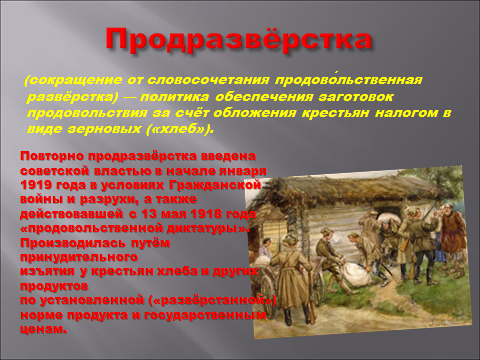 Продразвёрстка
(сокращение от словосочетания продово́льственная
развёрстка) — политика обеспечения заготовок
продовольствия за счёт обложения крестьян налогом в
виде зерновых («хлеб»).
Повторно продразвёрстка введена
советской властью в начале января
1919 года в условиях Гражданской
войны и разрухи, а также
действовавшей с 13 мая 1918 года
«продовольственной диктатуры».
Производилась путём
принудительного
изъятия у крестьян хлеба и других
продуктов
по установленной («развёрстанной»)
норме продукта и государственным
ценам.